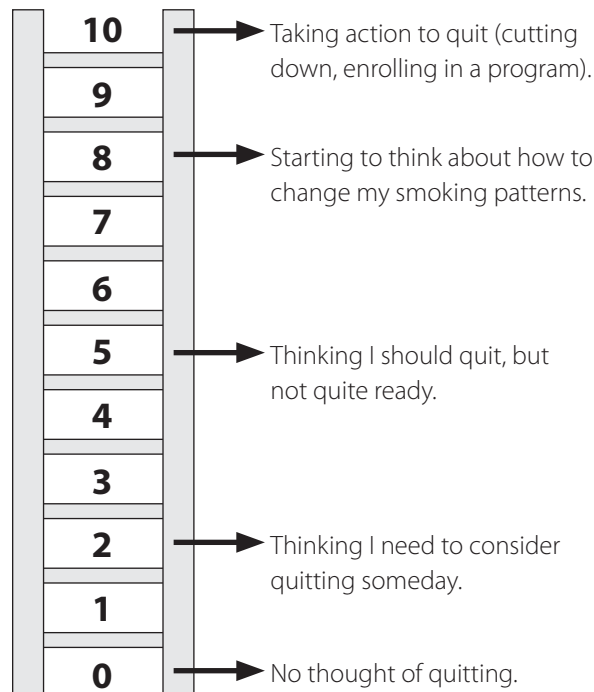 10
Taking action to quit (cutting
down, enrolling in a program).
9
8
Starting to think about how to
change my smoking patterns.
7
6
5
Thinking I should quit, but
not quite ready.
4
3
2
Thinking I need to consider
quitting someday.
1
0
No thought of quitting.